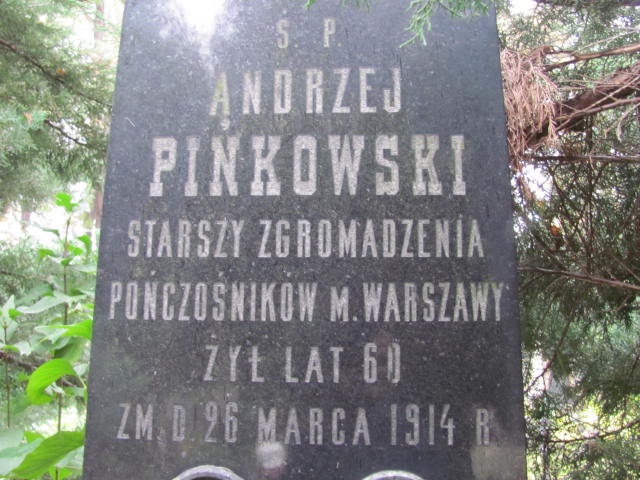 Ś. P.
ANDRZEJ
PIŃKOWSKI
STARSZY ZGROMADZENIA
POŃCZOŚNIKÓW M. WARSZAWY
ŻYŁ LAT 60
ZM. D. 26 MARCA 1914 R.